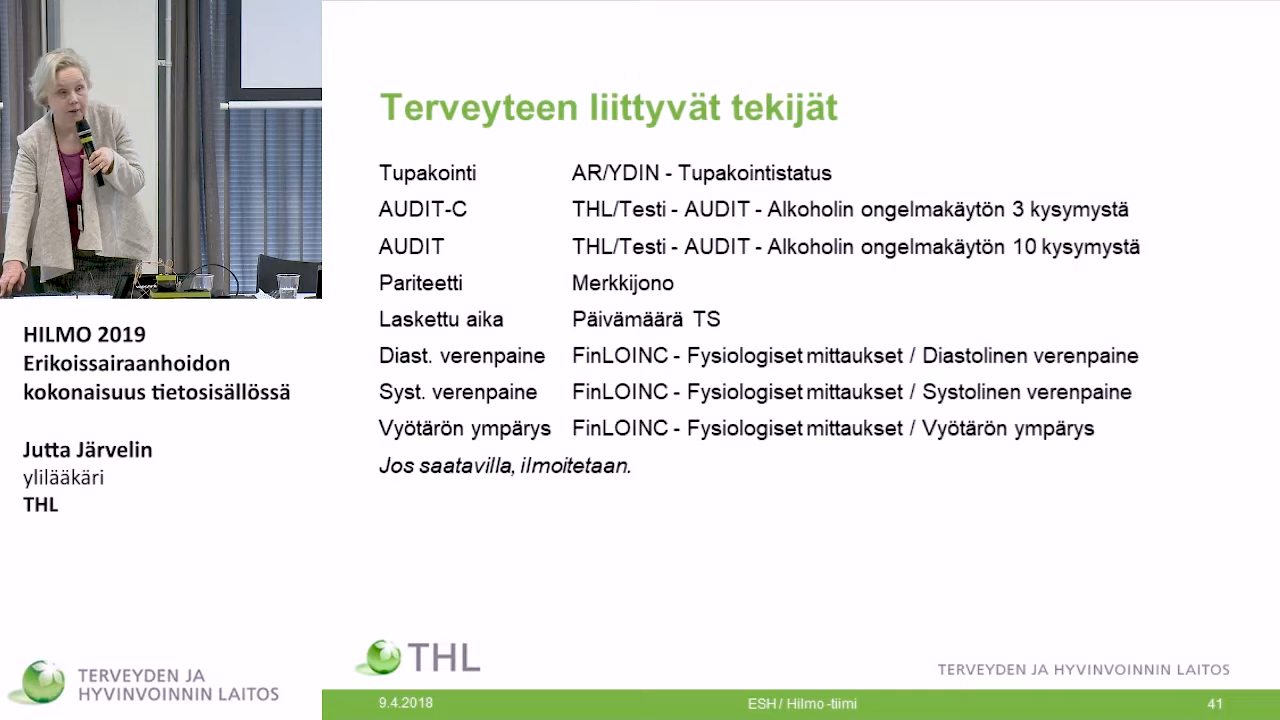 HILMO 2019
Erikoissairaanhoidon
kokonaisuus tietosisällössä
Jutta Järvelin
ylilääkäri
THL
TERVEYDEN JA
HYVINVOINNIN LAITOS
Terveyteen liittyvät tekijät
Tupakointi AR/YDIN - Tupakointistatus
AUDIT-C THL/Testi - AUDIT - Alkoholin ongelmakäytön 3 kysymystä
AUDIT THL/Testi - AUDIT - Alkoholin ongelmakäytön 10 kysymystä
Pariteetti Merkkijono
Laskettu aika Päivämäärä TS
Diast. verenpaine FinLOINC - Fysiologiset mittaukset / Diastolinen verenpaine
Syst. verenpaine FinLOINC - Fysiologiset mittaukset / Systolinen verenpaine
Vyötärön ympärys FinLOINC - Fysiologiset mittaukset / Vyötärön ympärys
Jos saatavilla, ilmoitetaan.
THL
TERVEYDEN JA HYVINVOINNIN LAITOS
9.4.2018 ESH / Hilmo -tiimi 41